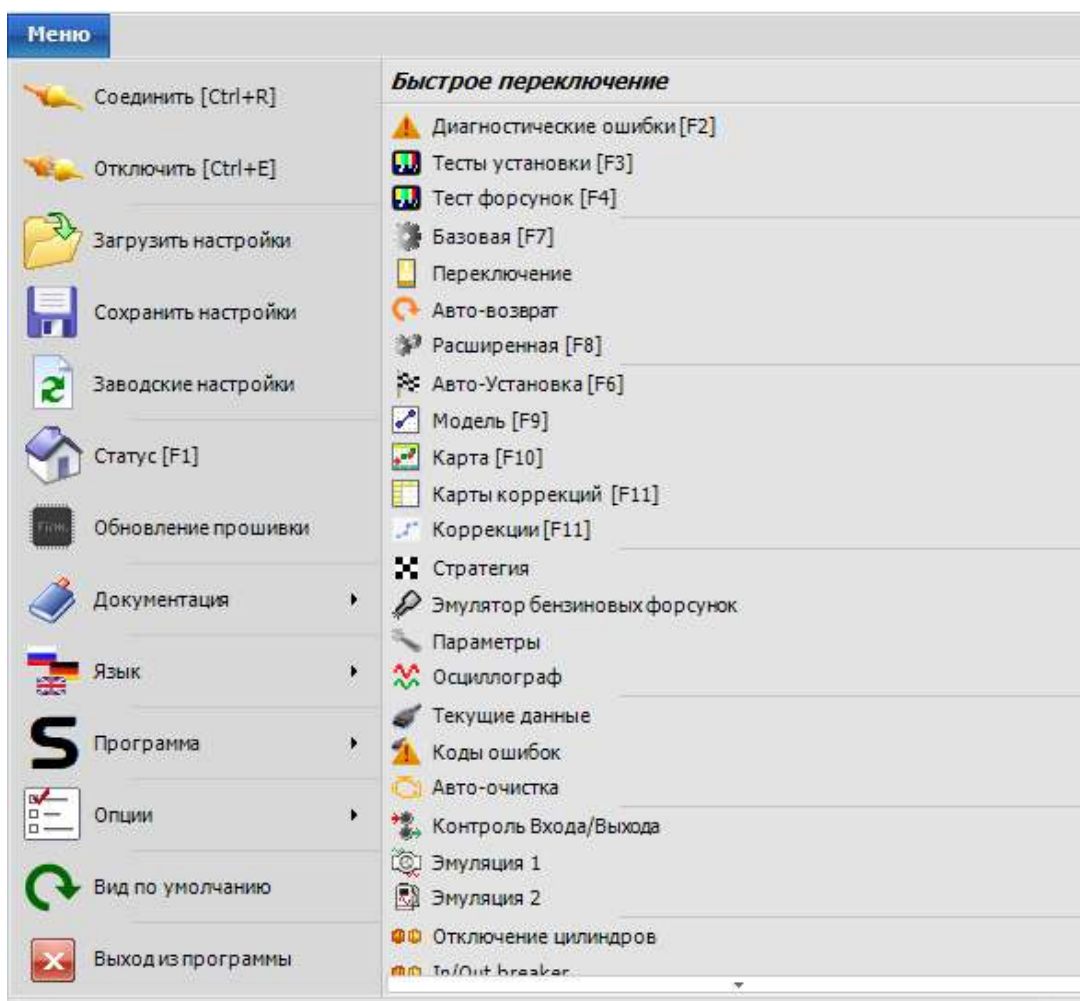 Меню
Соединить [Ctrl+R]
Отключить [Ctrl+E]
Загрузить настройки
Сохранить настройки
Заводские настройки
Статус [F1]
Firm.
Обновление прошивки
Документация
Язык
S
Программа
Опции
Вид по умолчанию
Выход из программы
Быстрое переключение
Диагностические ошибки [F2]
Тесты установки [F3]
Тест форсунок [F4]
Базовая [F7]
Переключение
Авто-возврат
Расширенная [F8]
Авто-Установка [F6]
Модель [F9]
Карта [F10]
Карты коррекций [F11]
Коррекции [F11]
Стратегия
Эмулятор бензиновых форсунок
Параметры
Осциллограф
Текущие данные
Коды ошибок
Авто-очистка
Контроль Входа/Выхода
Эмуляция 1
Эмуляция 2
Отключение цилиндров
In/Out breaker